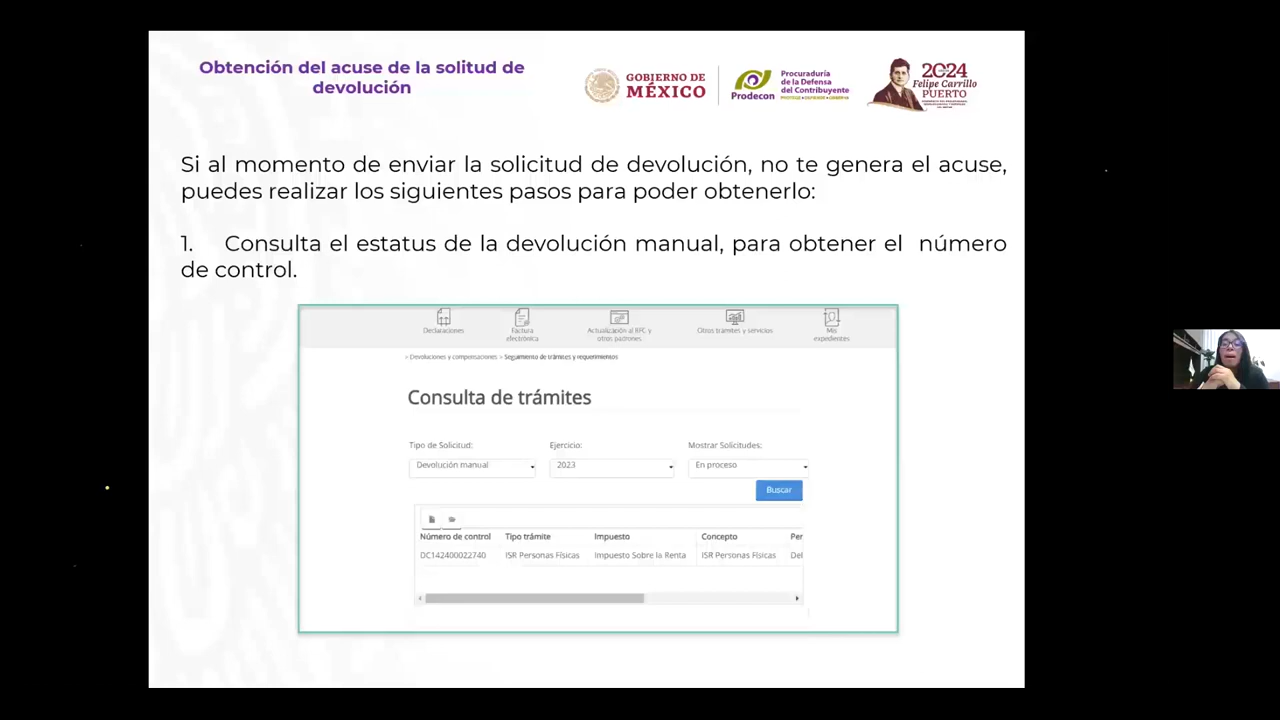 Obtención del acuse de la solitud de
devolución
GOBIERNO DE
MÉXICO
Prodecon
Procuraduría
de la Defensa
del Contribuyente
2024
Felipe Carrillo
PUERTO
Si al momento de enviar la solicitud de devolución, no te genera el acuse,
puedes realizar los siguientes pasos para poder obtenerlo:
1. Consulta el estatus de la devolución manual, para obtener el número
de control.
Declaraciones
Factura
electrónica
Actualización al RFC y
otros padrones
Otros trámites y servicios
Mis
expedientes
> Devoluciones y compensaciones > Seguimiento de trámites y requerimientos
Consulta de trámites
Tipo de Solicitud: Ejercicio: Mostrar Solicitudes:
Devolución manual 2023 En proceso
Buscar
Número de control Tipo trámite Impuesto Concepto Per
DC142400022740 ISR Personas Físicas Impuesto Sobre la Renta ISR Personas Físicas Del